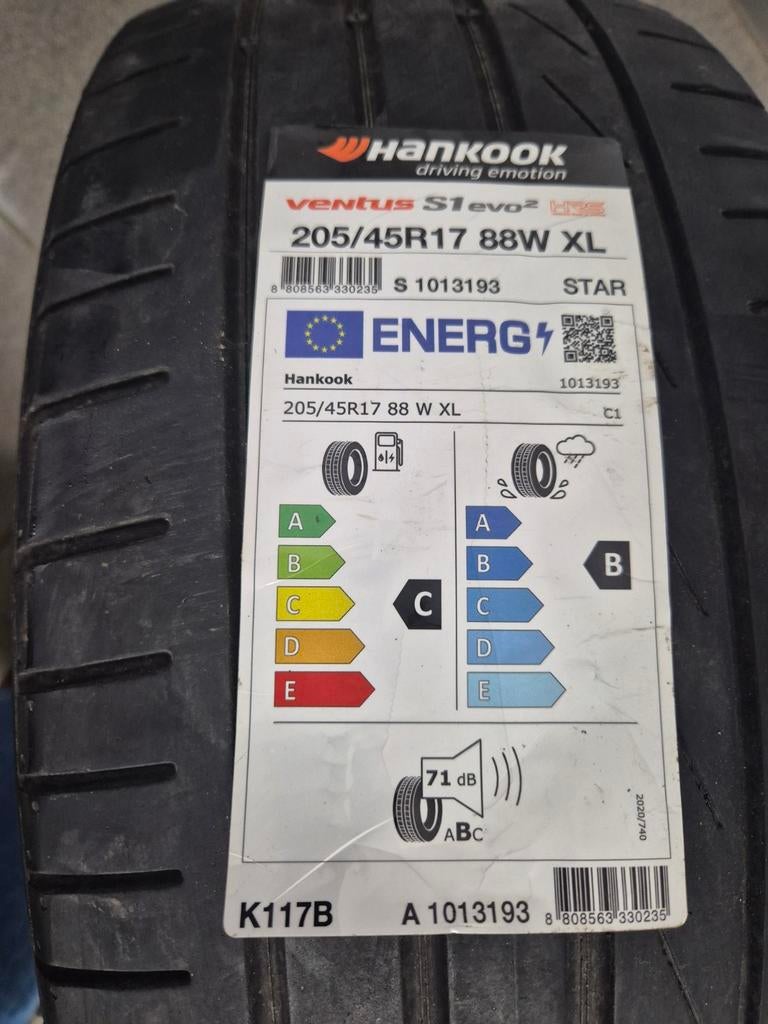 HANKOOK
driving emotion
ventus S1 evo² HRS
205/45R17 88W XL
8 808563 330235 S 1013193 STAR
ENERG
Hankook 1013193
205/45R17 88 W XL C1
A A
B B B
C C C
D D
E E
71 dB
ABC
2020/740
K117B A 1013193 8 808563 330235